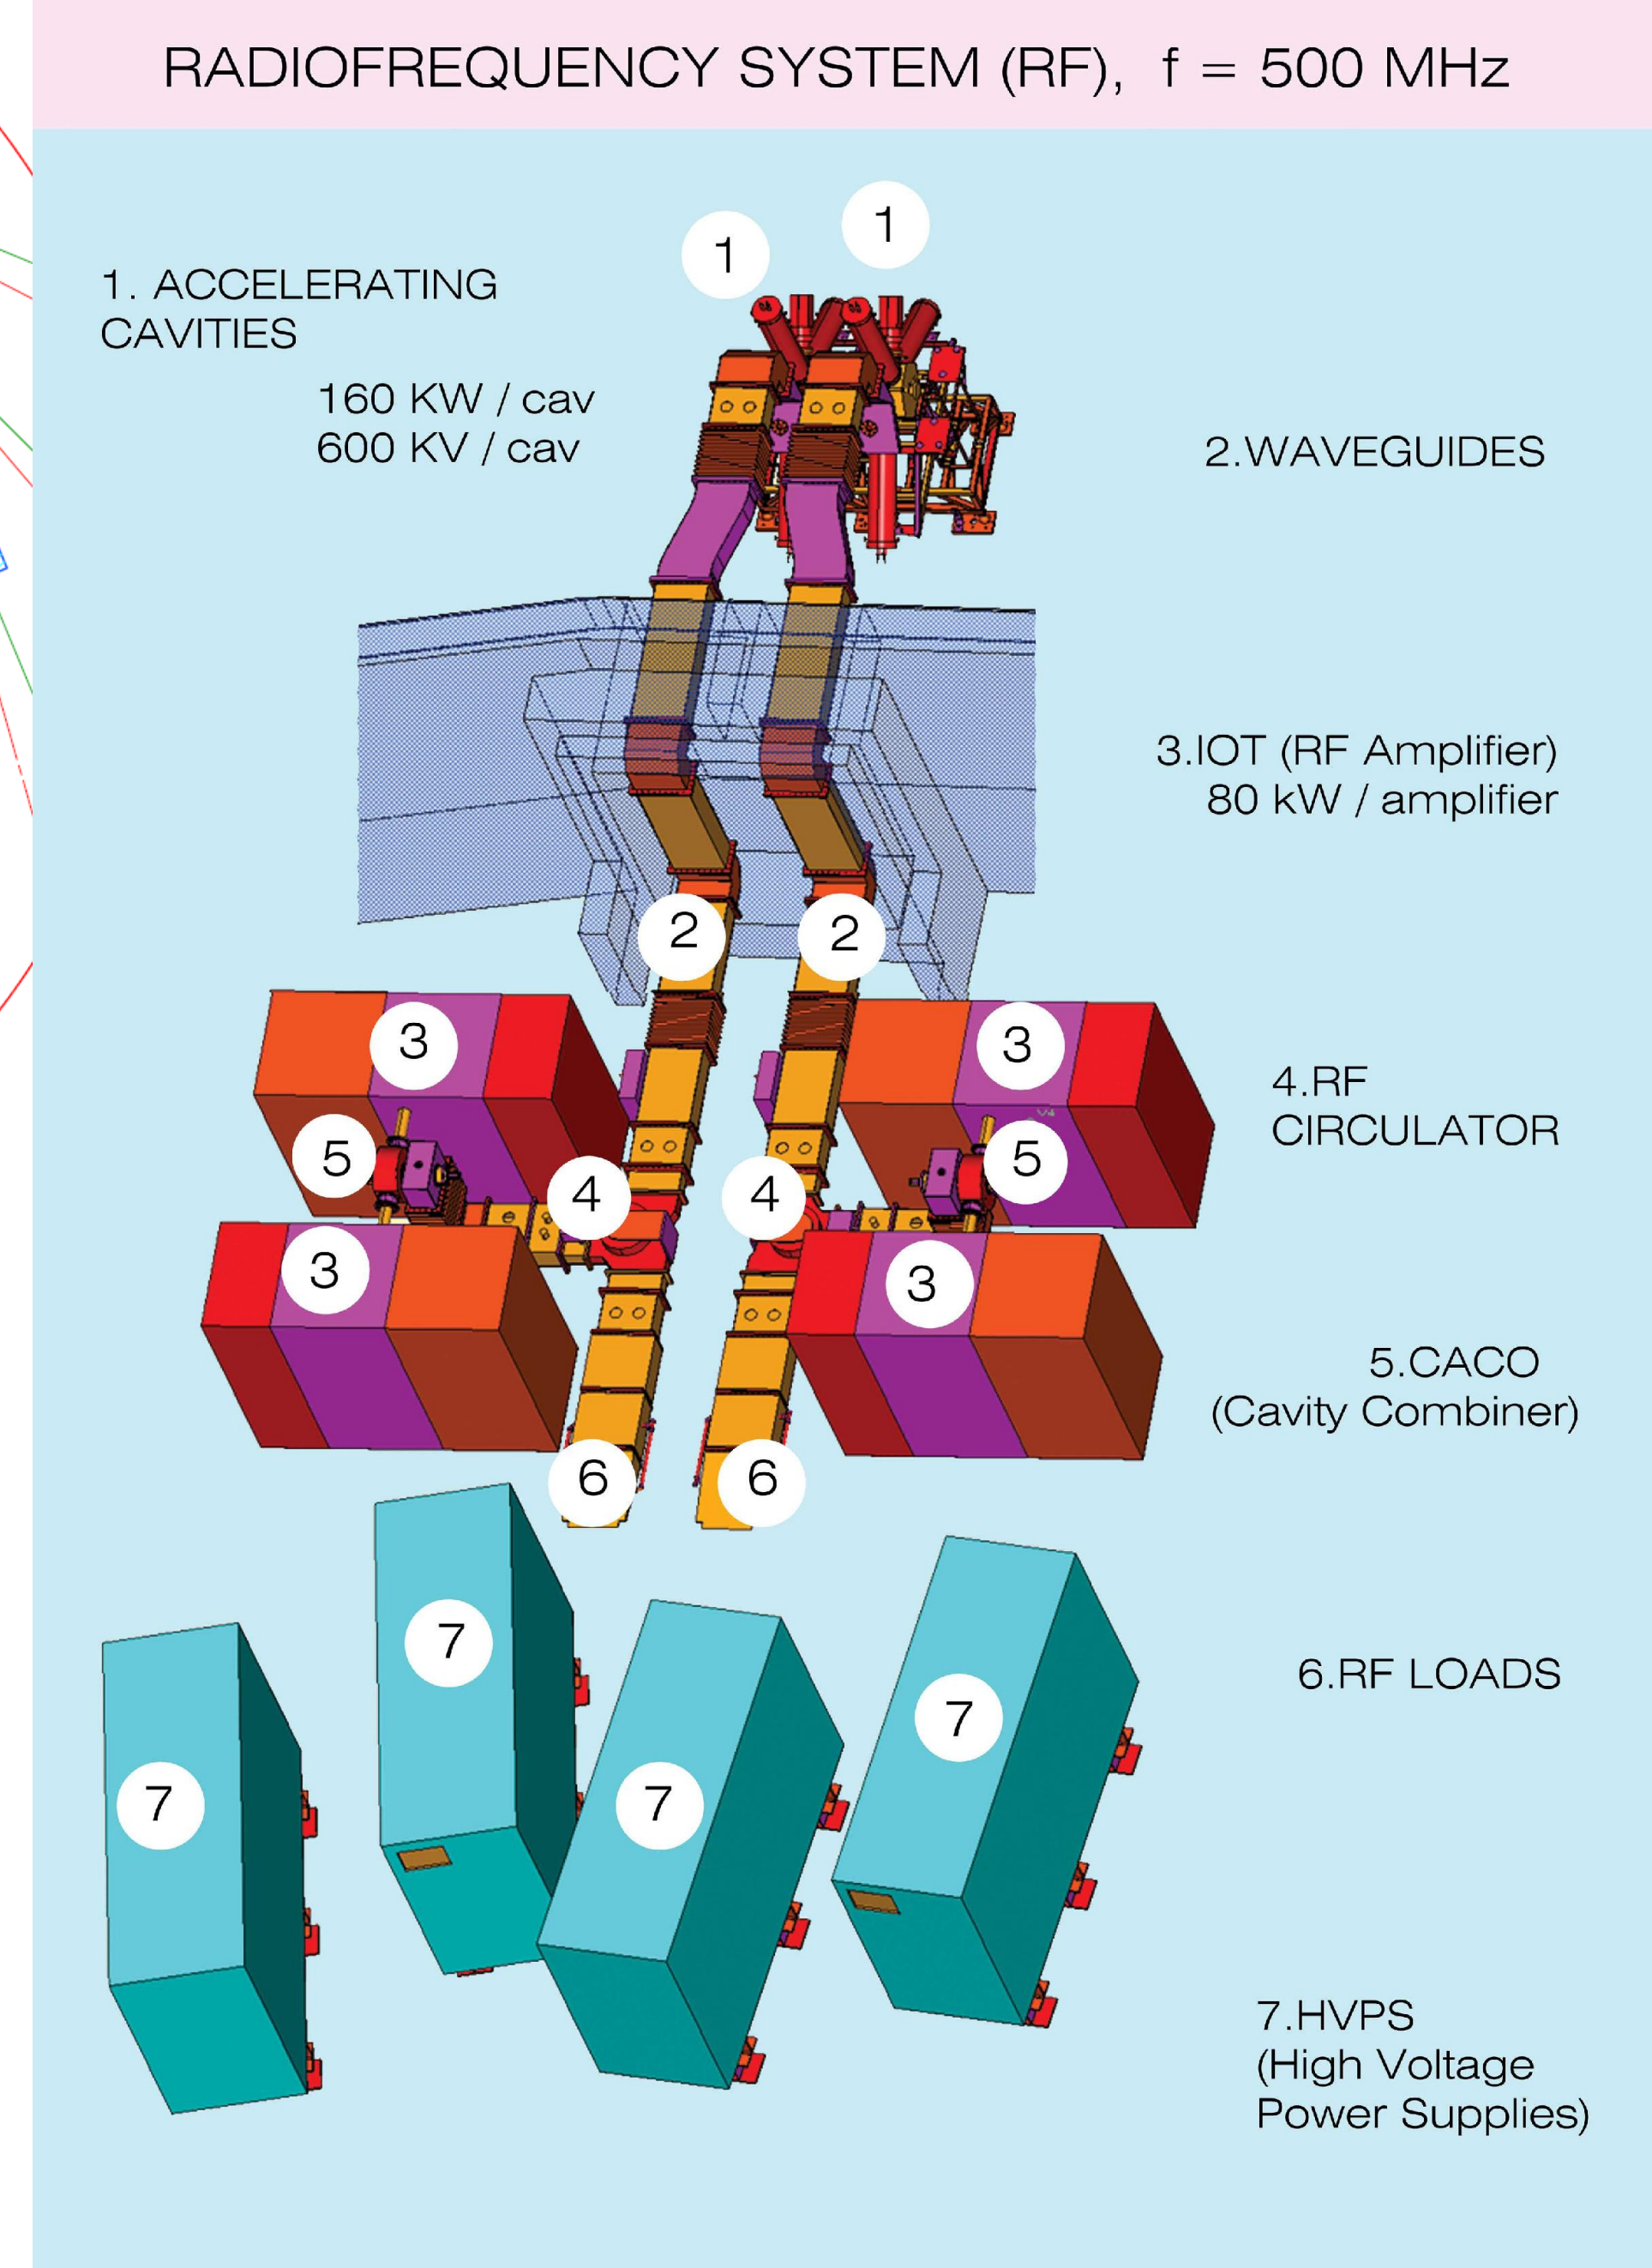 RADIOFREQUENCY SYSTEM (RF), f = 500 MHz
1
1
1. ACCELERATING
CAVITIES
160 KW / cav
600 KV / cav
2.WAVEGUIDES
3.IOT (RF Amplifier)
80 kW / amplifier
2
2
3
3
4.RF
CIRCULATOR
5
5
4
4
3
3
5.CACO
(Cavity Combiner)
6
6
7
6.RF LOADS
7
7
7
7.HVPS
(High Voltage
Power Supplies)